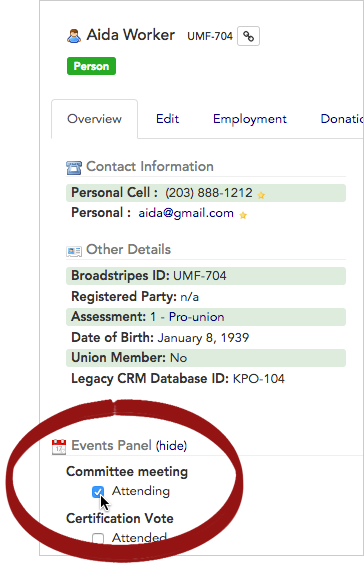 Aida Worker UMF-704
Person
Overview Edit Employment Donatio
Contact Information
Personal Cell : (203) 888-1212
Personal : aida@gmail.com
Other Details
Broadstripes ID: UMF-704
Registered Party: n/a
Assessment: 1 - Pro-union
Date of Birth: January 8, 1939
Union Member: No
Legacy CRM Database ID: KPO-104
Events Panel (hide)
Committee meeting
Attending
Certification Vote
Attended